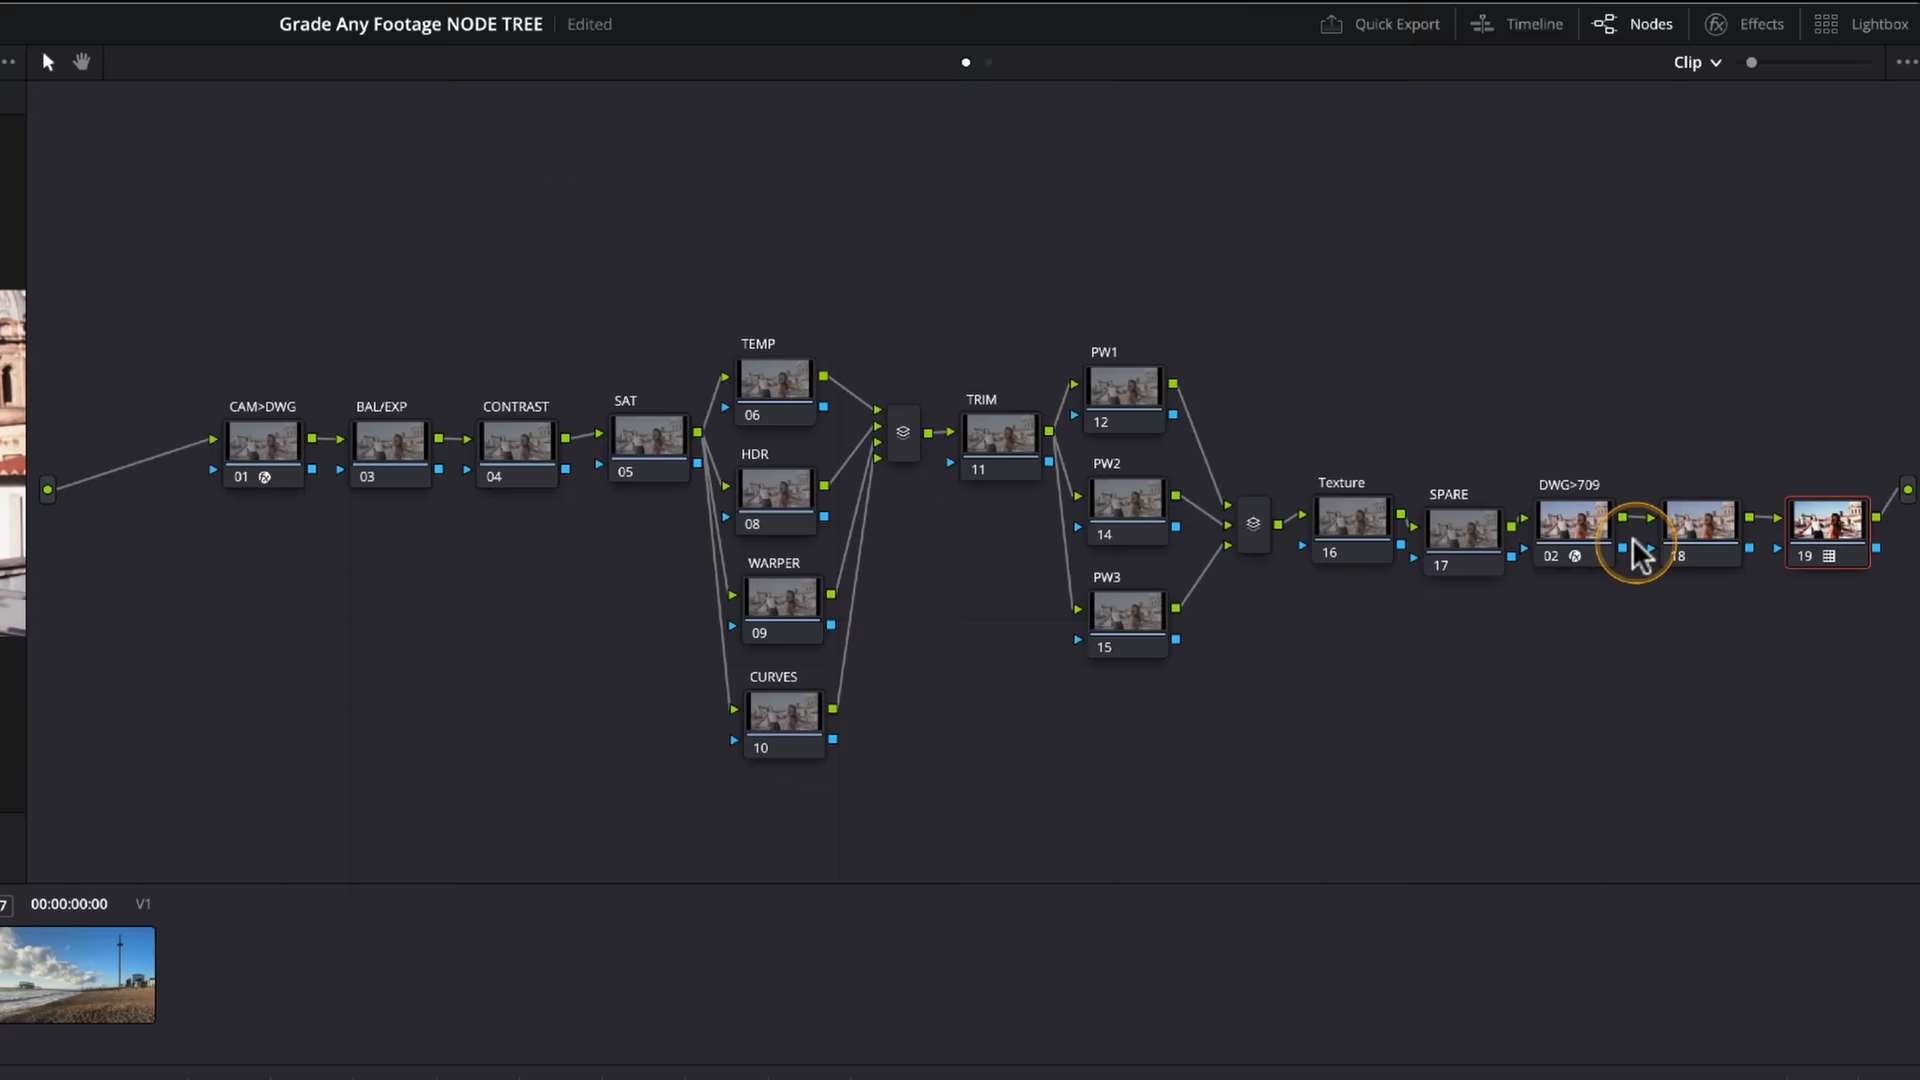 Grade Any Footage NODE TREE Edited Quick Export Timeline Nodes Effects Lightbox
Clip
TEMP
06
PW1
12
CAM>DWG
01
BAL/EXP
03
CONTRAST
04
SAT
05
TRIM
11
HDR
08
PW2
14
Texture
16
SPARE
17
DWG>709
02
18
19
WARPER
09
PW3
15
CURVES
10
7 00:00:00:00 V1